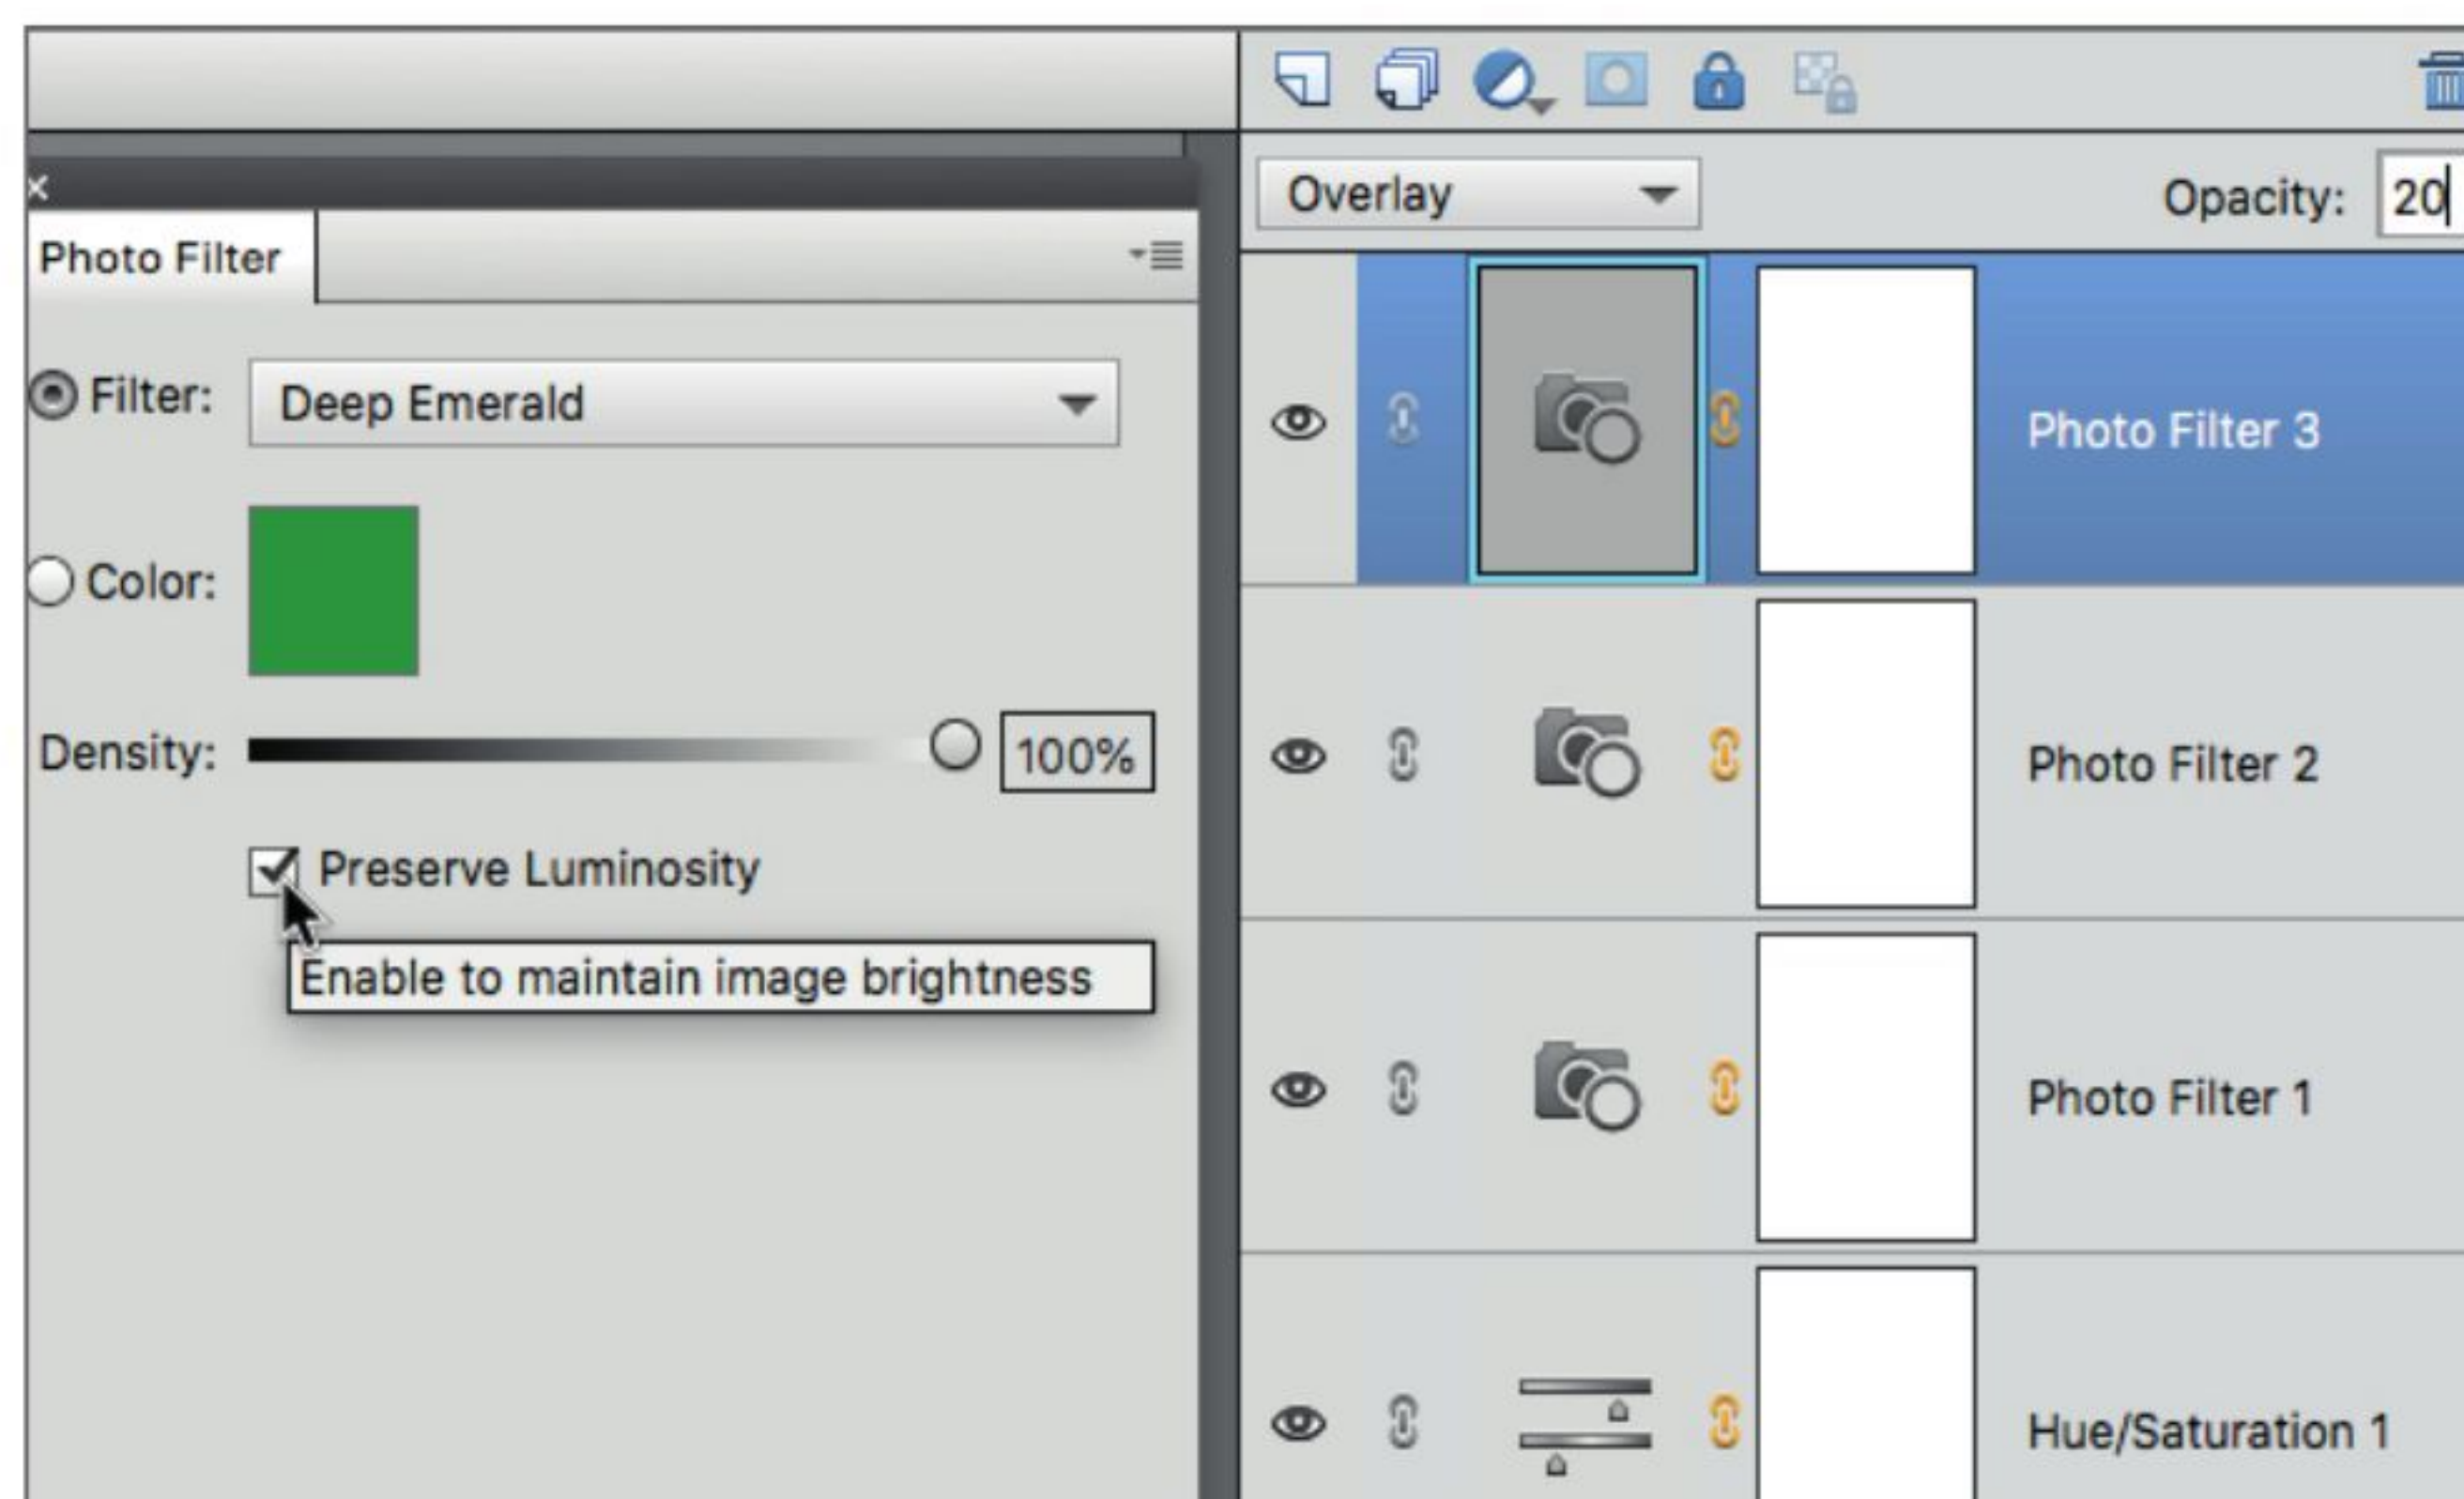 Overlay
Opacity: 20
Photo Filter
Filter: Deep Emerald
Color:
Density: 100%
Preserve Luminosity
Enable to maintain image brightness
Photo Filter 3
Photo Filter 2
Photo Filter 1
Hue/Saturation 1